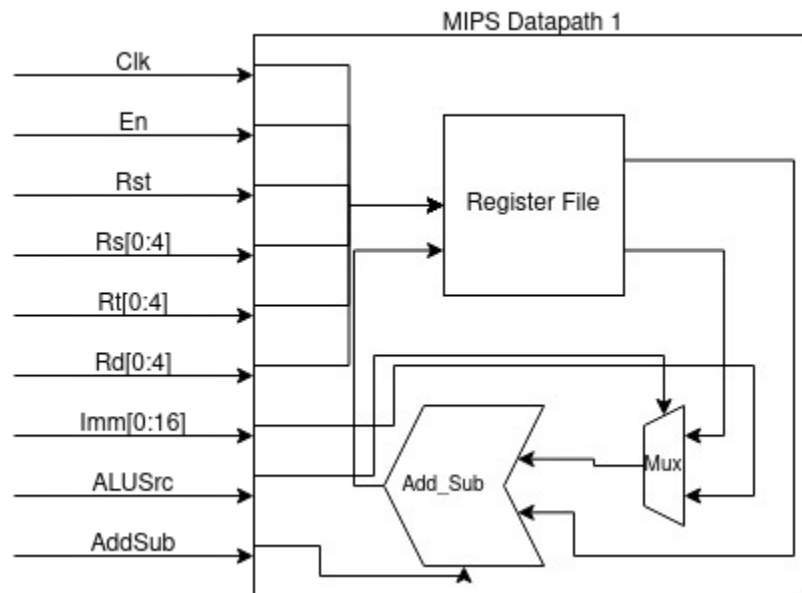 MIPS Datapath 1
Clk
En
Rst
Rs[0:4]
Rt[0:4]
Rd[0:4]
Imm[0:16]
ALUSrc
AddSub
Register File
Add_Sub
Mux